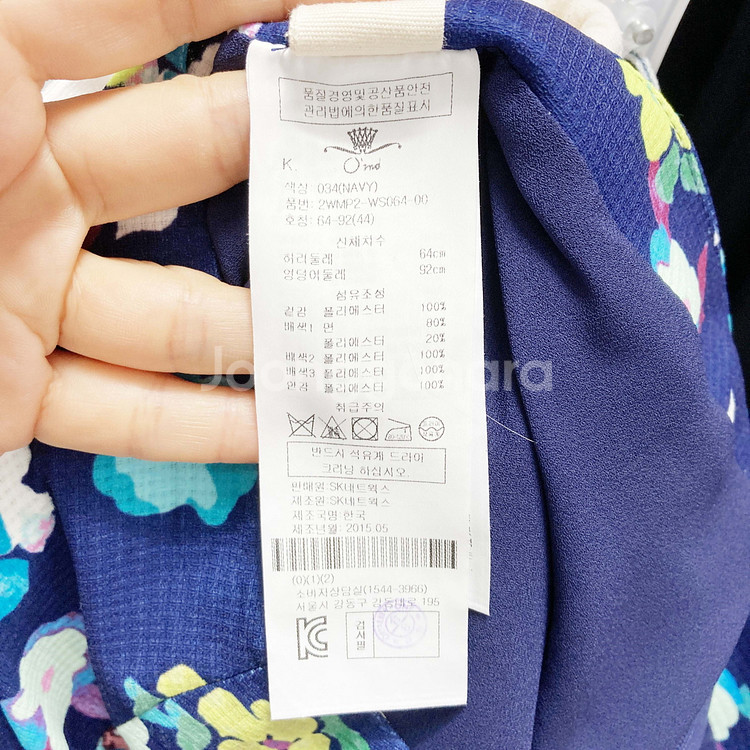 품질경영및공산품안전
관리법에의한품질표시
K. O'mo
색상: 034(NAVY)
품번: 2WMP2-WS064-00
호칭: 64-92(44)
신체치수
허리둘레 64cm
엉덩이둘레 92cm
섬유조성
겉감 폴리에스터 100%
배색1 면 80%
폴리에스터 20%
배색2 폴리에스터 100%
배색3 폴리에스터 100%
안감 폴리에스터 100%
취급주의
반드시 석유계 드라이
크리닝 하십시오.
판매원:SK네트웍스
제조원:SK네트웍스
제조국명:한국
제조년월:2015.05
(0)(1)(2)
소비자상담실(1544-3966)
서울시 강동구 강동대로 195
검사필